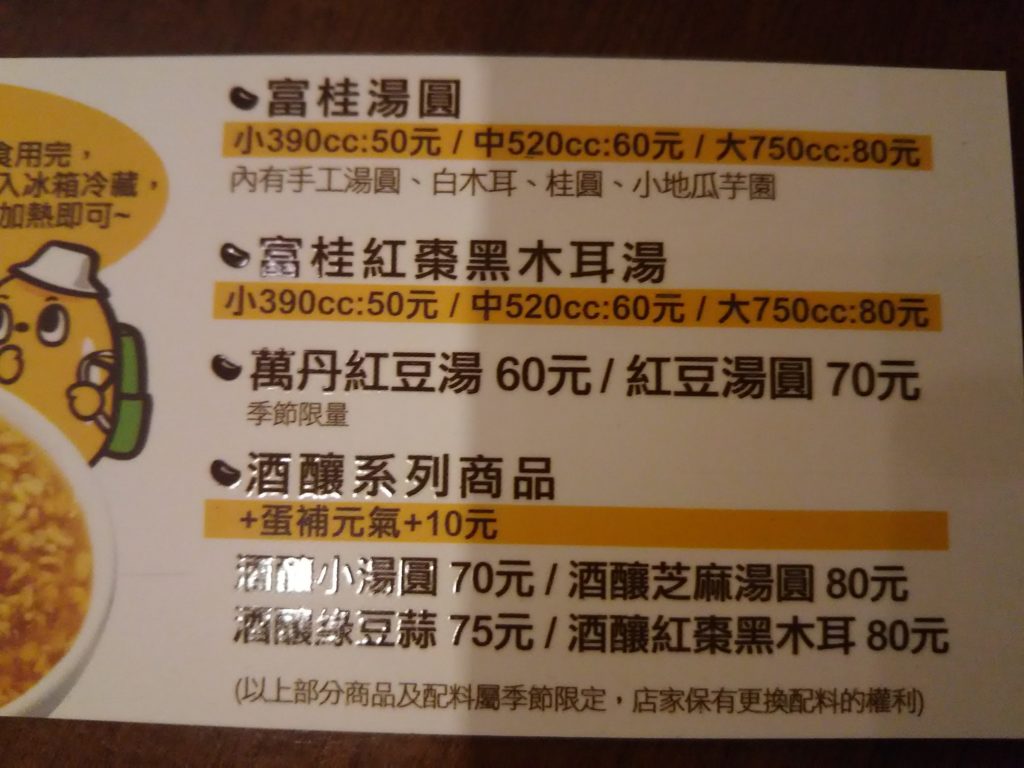 食用完，
入冰箱冷藏，
加熱即可~
富桂湯圓
小390cc:50元 / 中520cc:60元 / 大750cc:80元
內有手工湯圓、白木耳、桂圓、小地瓜芋園
富桂紅棗黑木耳湯
小390cc:50元 / 中520cc:60元 / 大750cc:80元
萬丹紅豆湯 60元 / 紅豆湯圓 70元
季節限量
酒釀系列商品
+蛋補元氣+10元
酒釀小湯圓 70元 / 酒釀芝麻湯圓 80元
酒釀綠豆蒜 75元 / 酒釀紅棗黑木耳 80元
(以上部分商品及配料屬季節限定，店家保有更換配料的權利)